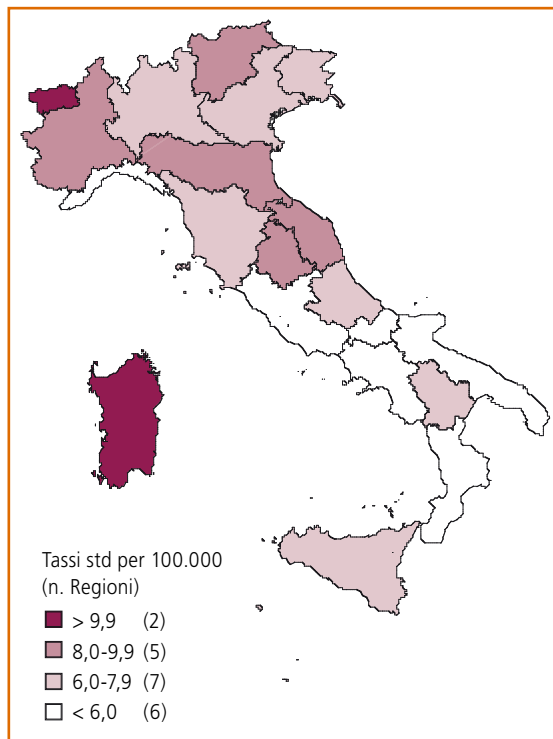 Tassi std per 100.000
(n. Regioni)
> 9,9 (2)
8,0-9,9 (5)
6,0-7,9 (7)
< 6,0 (6)